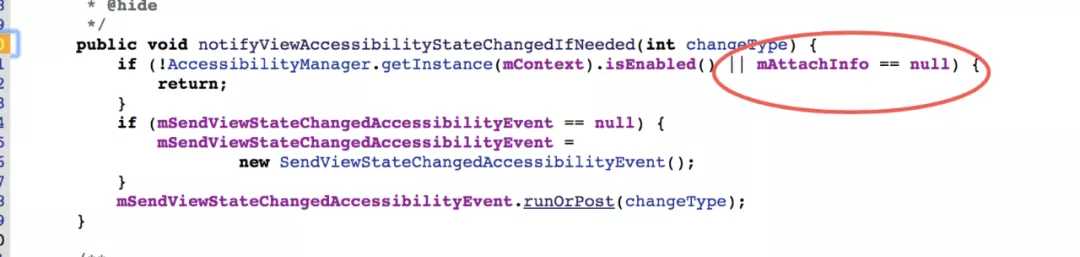 * @hide
*/
public void notifyViewAccessibilityStateChangedIfNeeded(int changeType) {
if (!AccessibilityManager.getInstance(mContext).isEnabled() || mAttachInfo == null) {
return;
}
if (mSendViewStateChangedAccessibilityEvent == null) {
mSendViewStateChangedAccessibilityEvent =
new SendViewStateChangedAccessibilityEvent();
}
mSendViewStateChangedAccessibilityEvent.runOrPost(changeType);
}
/**